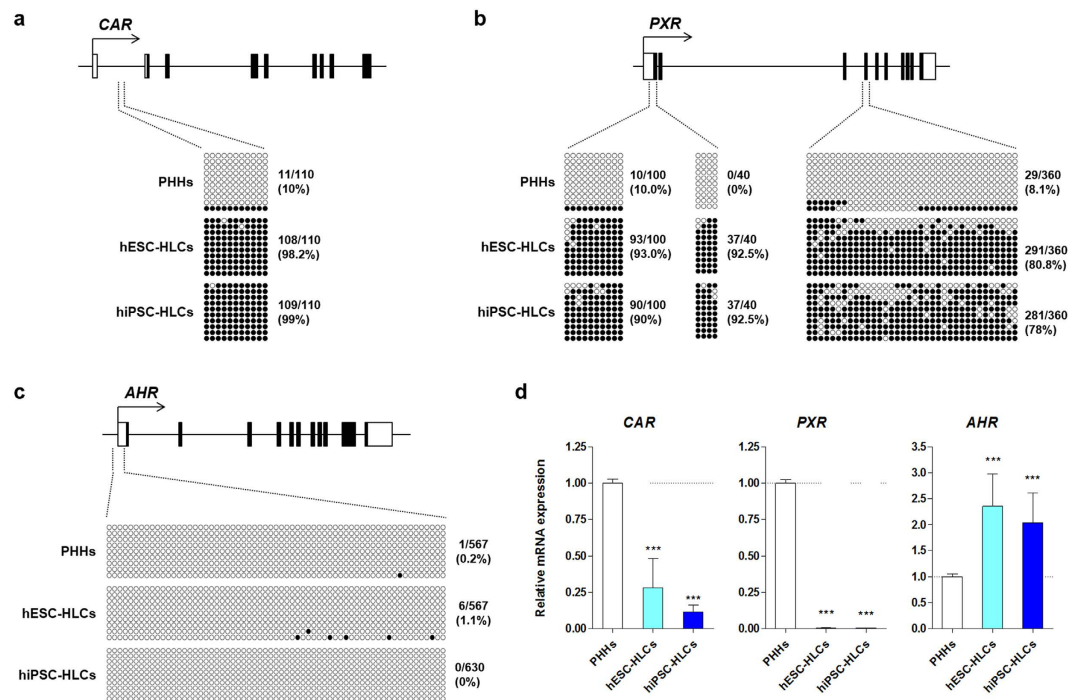 a
CAR
PHHs
11/110
(10%)
hESC-HLCs
108/110
(98.2%)
hiPSC-HLCs
109/110
(99%)
b
PXR
PHHs
10/100
(10.0%)
0/40
(0%)
29/360
(8.1%)
hESC-HLCs
93/100
(93.0%)
37/40
(92.5%)
291/360
(80.8%)
hiPSC-HLCs
90/100
(90%)
37/40
(92.5%)
281/360
(78%)
c
AHR
PHHs
1/567
(0.2%)
hESC-HLCs
6/567
(1.1%)
hiPSC-HLCs
0/630
(0%)
d
CAR
Relative mRNA expression
1.25
1.00
0.75
0.50
0.25
0.00
***
***
PHHs
hESC-HLCs
hiPSC-HLCs
PXR
1.25
1.00
0.75
0.50
0.25
0.00
***
***
PHHs
hESC-HLCs
hiPSC-HLCs
AHR
3.5
3.0
2.5
2.0
1.5
1.0
0.5
0.0
***
***
PHHs
hESC-HLCs
hiPSC-HLCs